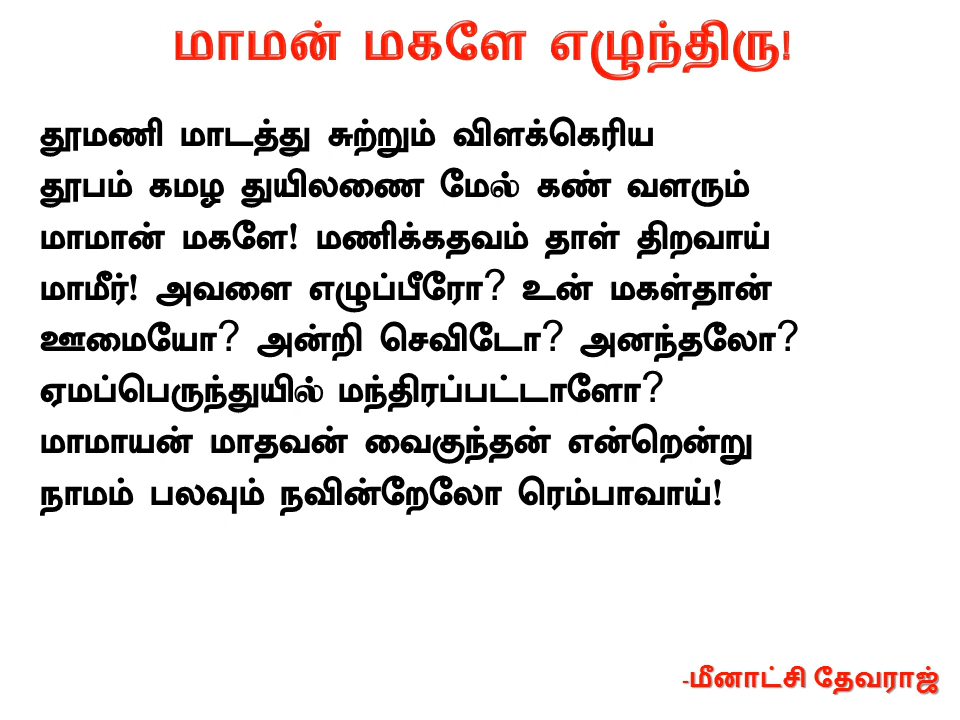 மாமன் மகளே எழுந்திரு!
தூமணி மாடத்து சுற்றும் விளக்கெரிய
தூபம் கமழ துயிலணை மேல் கண் வளரும்
மாமான் மகளே! மணிக்கதவம் தாள் திறவாய்
மாமீர்! அவளை எழுப்பீரோ? உன் மகள்தான்
ஊமையோ? அன்றி செவிடோ? அனந்தலோ?
ஏமப்பெருந்துயில் மந்திரப்பட்டாளோ?
மாமாயன் மாதவன் வைகுந்தன் என்றென்று
நாமம் பலவும் நவின்றேலோ ரெம்பாவாய்!
-மீனாட்சி தேவராஜ்